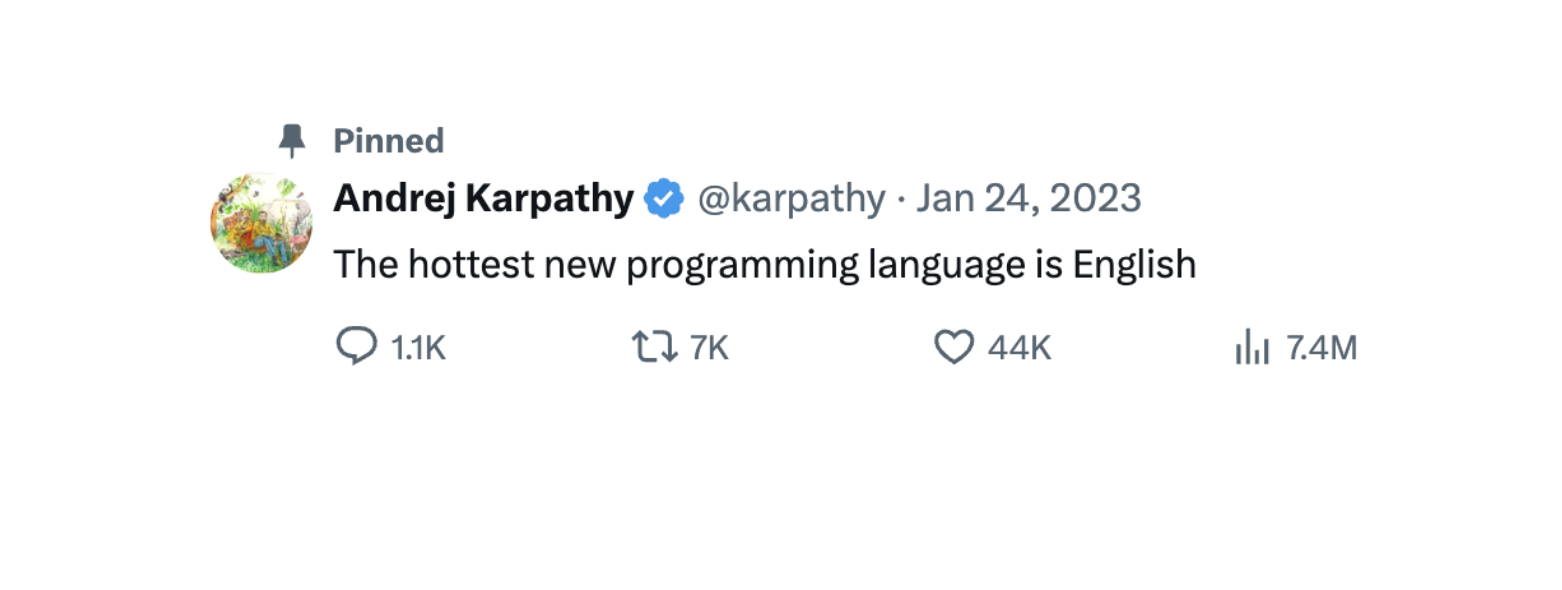 Pinned
Andrej Karpathy @karpathy · Jan 24, 2023
The hottest new programming language is English
1.1K 7K 44K 7.4M